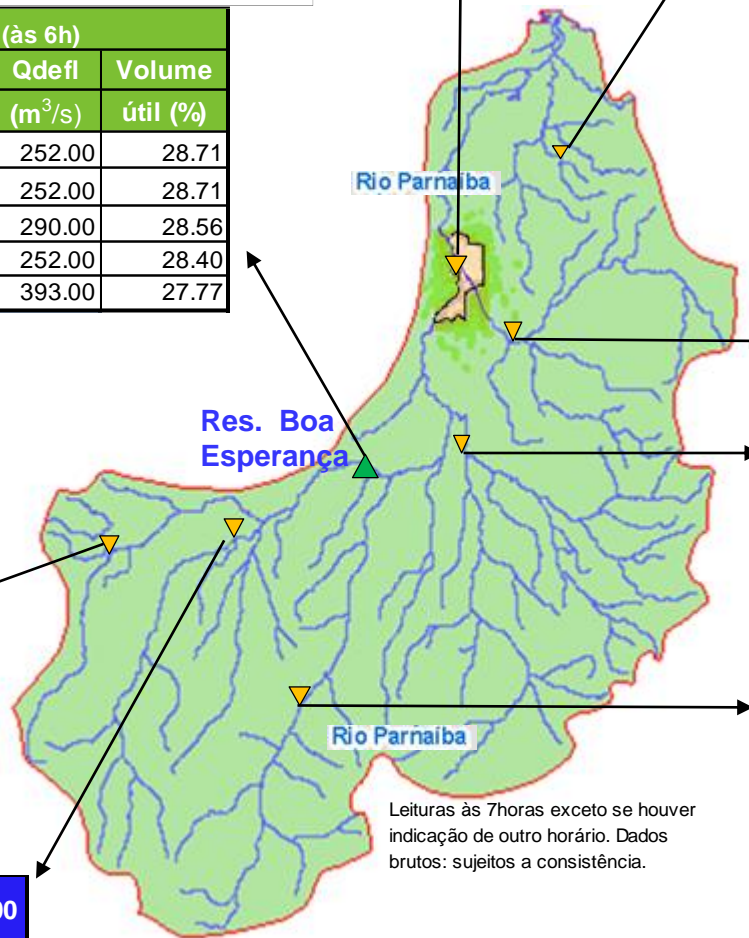 (às 6h)
Qdefl Volume
(m³/s) útil (%)
252.00 28.71
252.00 28.71
290.00 28.56
252.00 28.40
393.00 27.77
Rio Parnaíba
Res. Boa
Esperança
Rio Parnaíba
Leituras às 7horas exceto se houver
indicação de outro horário. Dados
brutos: sujeitos a consistência.